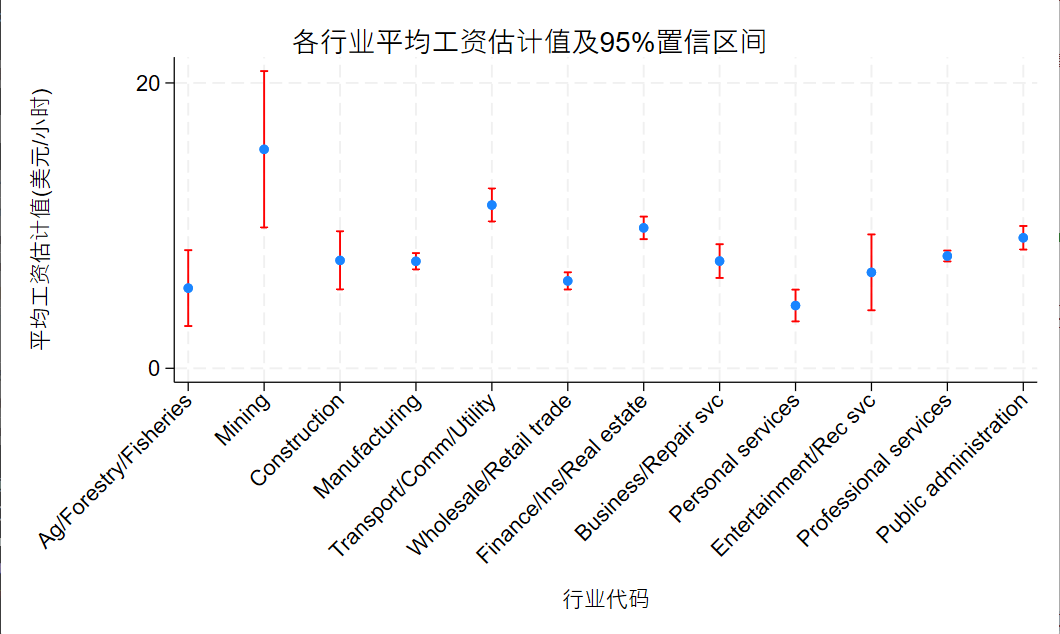 各行业平均工资估计值及95%置信区间
平均工资估计值(美元/小时)
20
0
Ag/Forestry/Fisheries
Mining
Construction
Manufacturing
Transport/Comm/Utility
Wholesale/Retail trade
Finance/Ins/Real estate
Business/Repair svc
Personal services
Entertainment/Rec svc
Professional services
Public administration
行业代码